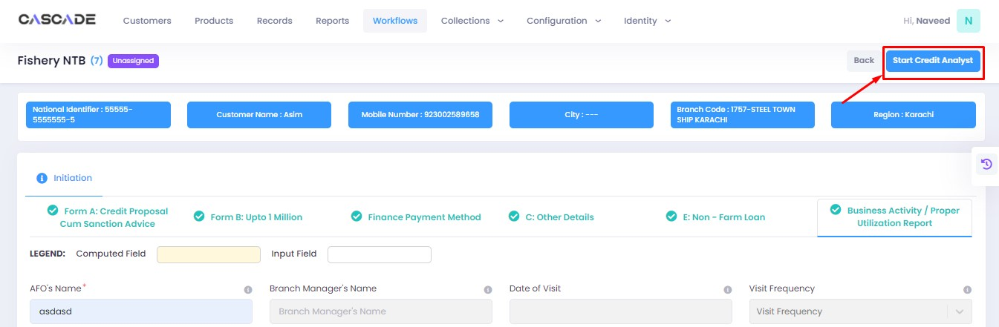 CASCADE Customers Products Records Reports Workflows Collections Configuration Identity Hi, Naveed N
Fishery NTB (7) Unassigned Back Start Credit Analyst
National Identifier : 55555-
5555555-5
Customer Name : Asim
Mobile Number : 923002589658
City : ---
Branch Code : 1757-STEEL TOWN
SHIP KARACHI
Region : Karachi
Initiation
Form A: Credit Proposal
Cum Sanction Advice
Form B: Upto 1 Million
Finance Payment Method
C: Other Details
E: Non - Farm Loan
Business Activity / Proper
Utilization Report
LEGEND: Computed Field Input Field
AFO's Name* Branch Manager's Name Date of Visit Visit Frequency
asdasd Branch Manager's Name Visit Frequency